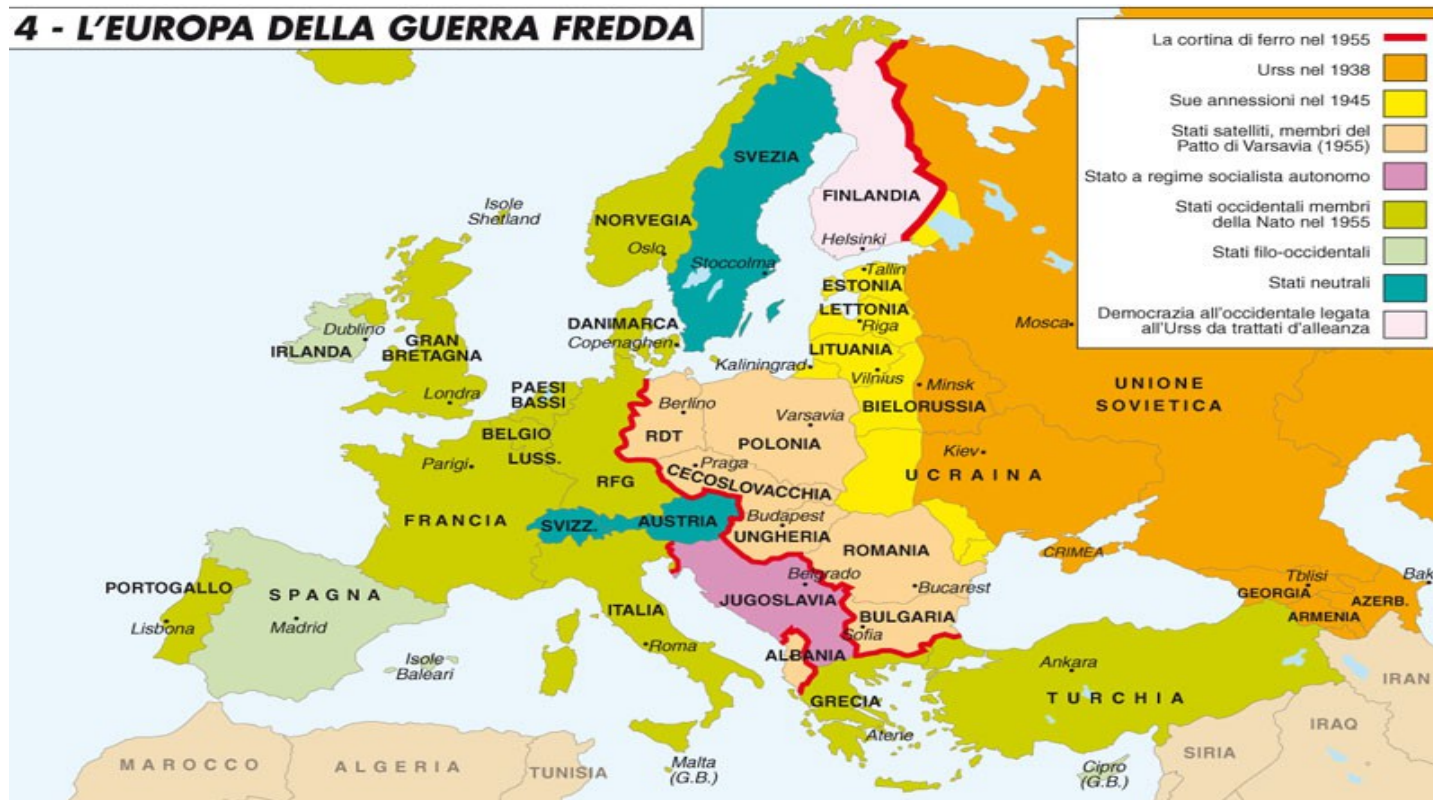 4 - L'EUROPA DELLA GUERRA FREDDA
La cortina di ferro nel 1955
Urss nel 1938
Sue annessioni nel 1945
Stati satelliti, membri del
Patto di Varsavia (1955)
Stato a regime socialista autonomo
Stati occidentali membri
della Nato nel 1955
Stati filo-occidentali
Stati neutrali
Democrazia all'occidentale legata
all'Urss da trattati d'alleanza
SVEZIA
FINLANDIA
Isole
Shetland
NORVEGIA
Oslo
Helsinki
Stoccolma
Tallin
ESTONIA
LETTONIA
Riga
Mosca
DANIMARCA
Copenaghen
Dublino
IRLANDA
GRAN
BRETAGNA
LITUANIA
Kaliningrad
Vilnius
Minsk
BIELORUSSIA
UNIONE
SOVIETICA
Londra
PAESI
BASSI
Berlino
RDT
Varsavia
POLONIA
BELGIO
LUSS.
Parigi
Praga
CECOSLOVACCHIA
Kiev
UCRAINA
RFG
FRANCIA
SVIZZ.
AUSTRIA
Budapest
UNGHERIA
ROMANIA
CRIMEA
Belgrado
Bucarest
JUGOSLAVIA
PORTOGALLO
Lisbona
SPAGNA
Madrid
ITALIA
Roma
BULGARIA
Sofia
Tblisi
GEORGIA
ARMENIA
AZERB.
Bak
Isole
Baleari
ALBANIA
GRECIA
Atene
Ankara
TURCHIA
IRAN
IRAQ
SIRIA
Cipro
(G.B.)
Malta
(G.B.)
MAROCCO
ALGERIA
TUNISIA